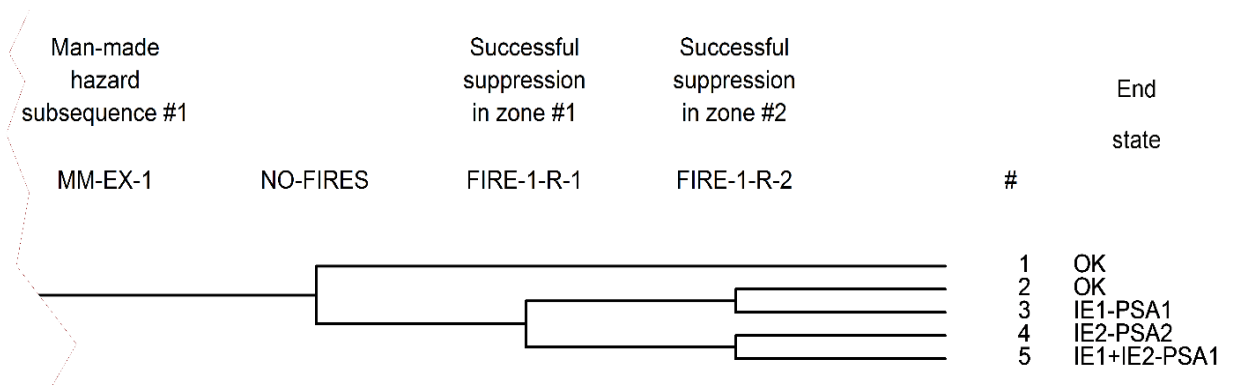 Man-made
hazard
subsequence #1
Successful
suppression
in zone #1
Successful
suppression
in zone #2
End
state
MM-EX-1 NO-FIRES FIRE-1-R-1 FIRE-1-R-2 #
1 OK
2 OK
3 IE1-PSA1
4 IE2-PSA2
5 IE1+IE2-PSA1